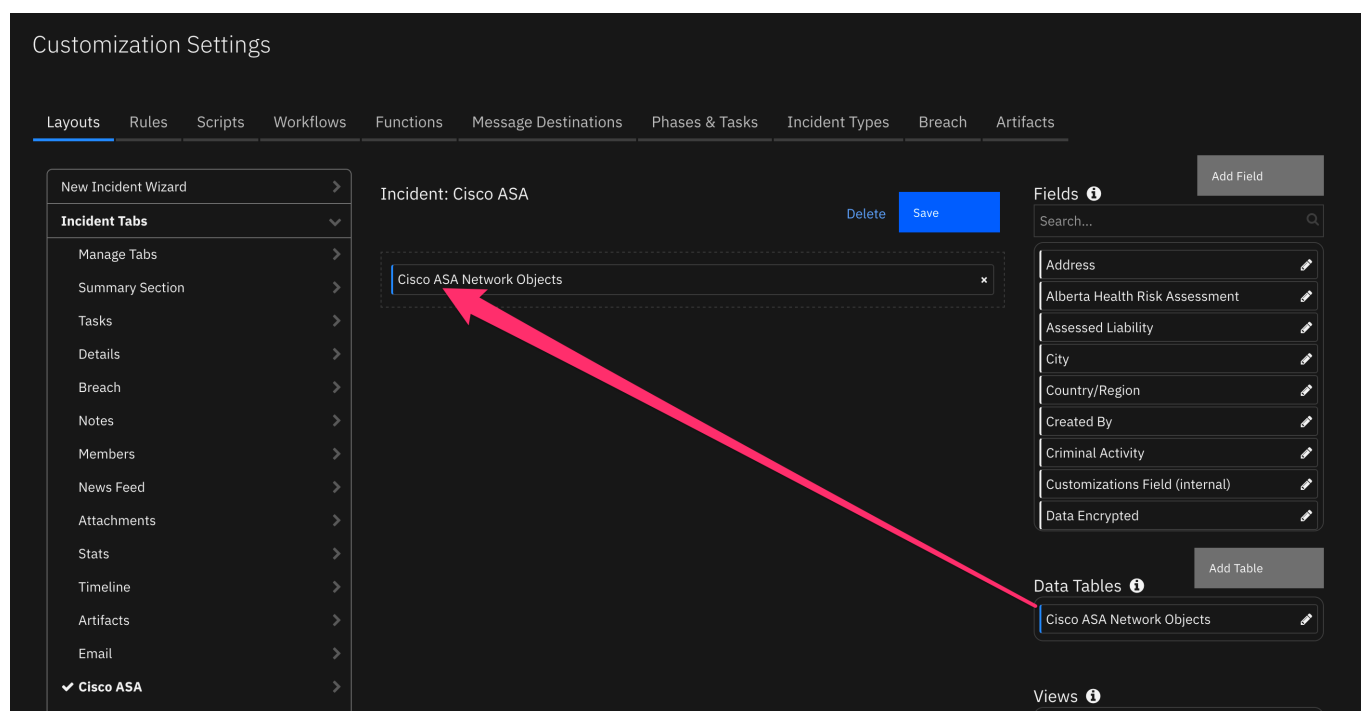 Customization Settings
Layouts Rules Scripts Workflows Functions Message Destinations Phases & Tasks Incident Types Breach Artifacts
New Incident Wizard
Incident Tabs
Manage Tabs
Summary Section
Tasks
Details
Breach
Notes
Members
News Feed
Attachments
Stats
Timeline
Artifacts
Email
Cisco ASA
Incident: Cisco ASA
Delete Save
Cisco ASA Network Objects
Add Field
Fields
Search...
Address
Alberta Health Risk Assessment
Assessed Liability
City
Country/Region
Created By
Criminal Activity
Customizations Field (internal)
Data Encrypted
Add Table
Data Tables
Cisco ASA Network Objects
Views